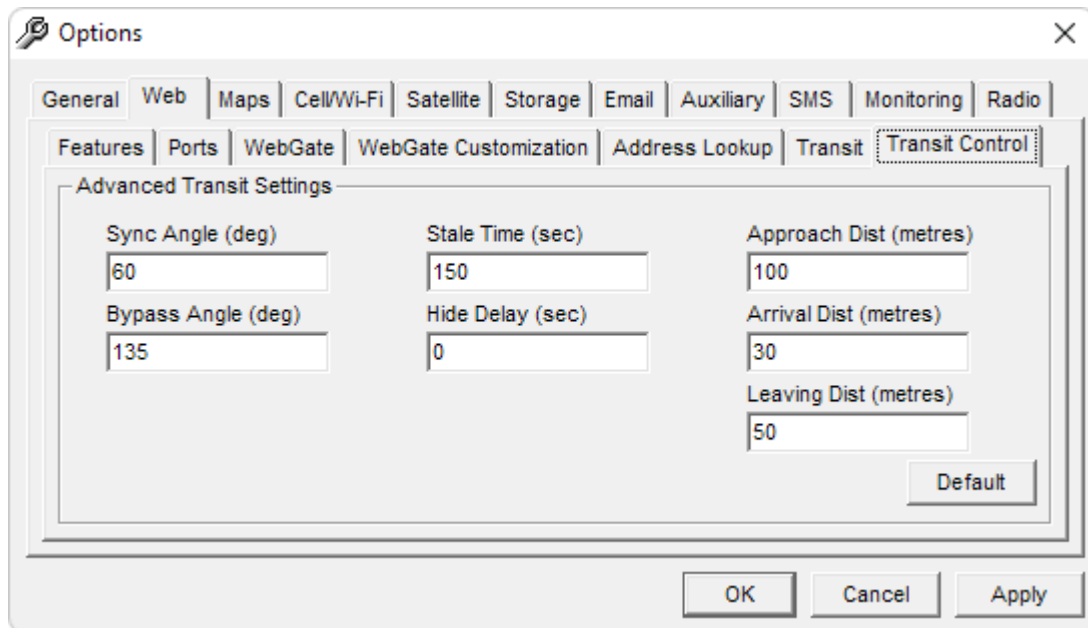 Options
General Web Maps Cell/Wi-Fi Satellite Storage Email Auxiliary SMS Monitoring Radio
Features Ports WebGate WebGate Customization Address Lookup Transit Transit Control
Advanced Transit Settings
Sync Angle (deg) Stale Time (sec) Approach Dist (metres)
60 150 100
Bypass Angle (deg) Hide Delay (sec) Arrival Dist (metres)
135 0 30
Leaving Dist (metres)
50
Default
OK Cancel Apply